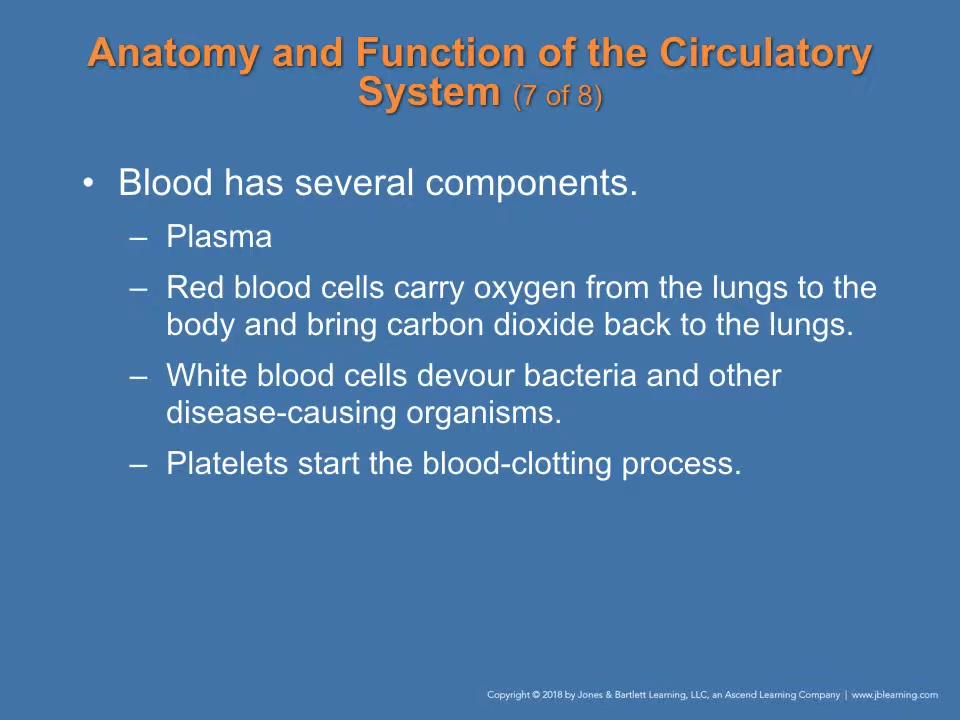 Anatomy and Function of the Circulatory
System (7 of 8)
• Blood has several components.
– Plasma
– Red blood cells carry oxygen from the lungs to the
body and bring carbon dioxide back to the lungs.
– White blood cells devour bacteria and other
disease-causing organisms.
– Platelets start the blood-clotting process.
Copyright © 2018 by Jones & Bartlett Learning, LLC, an Ascend Learning Company | www.jblearning.com